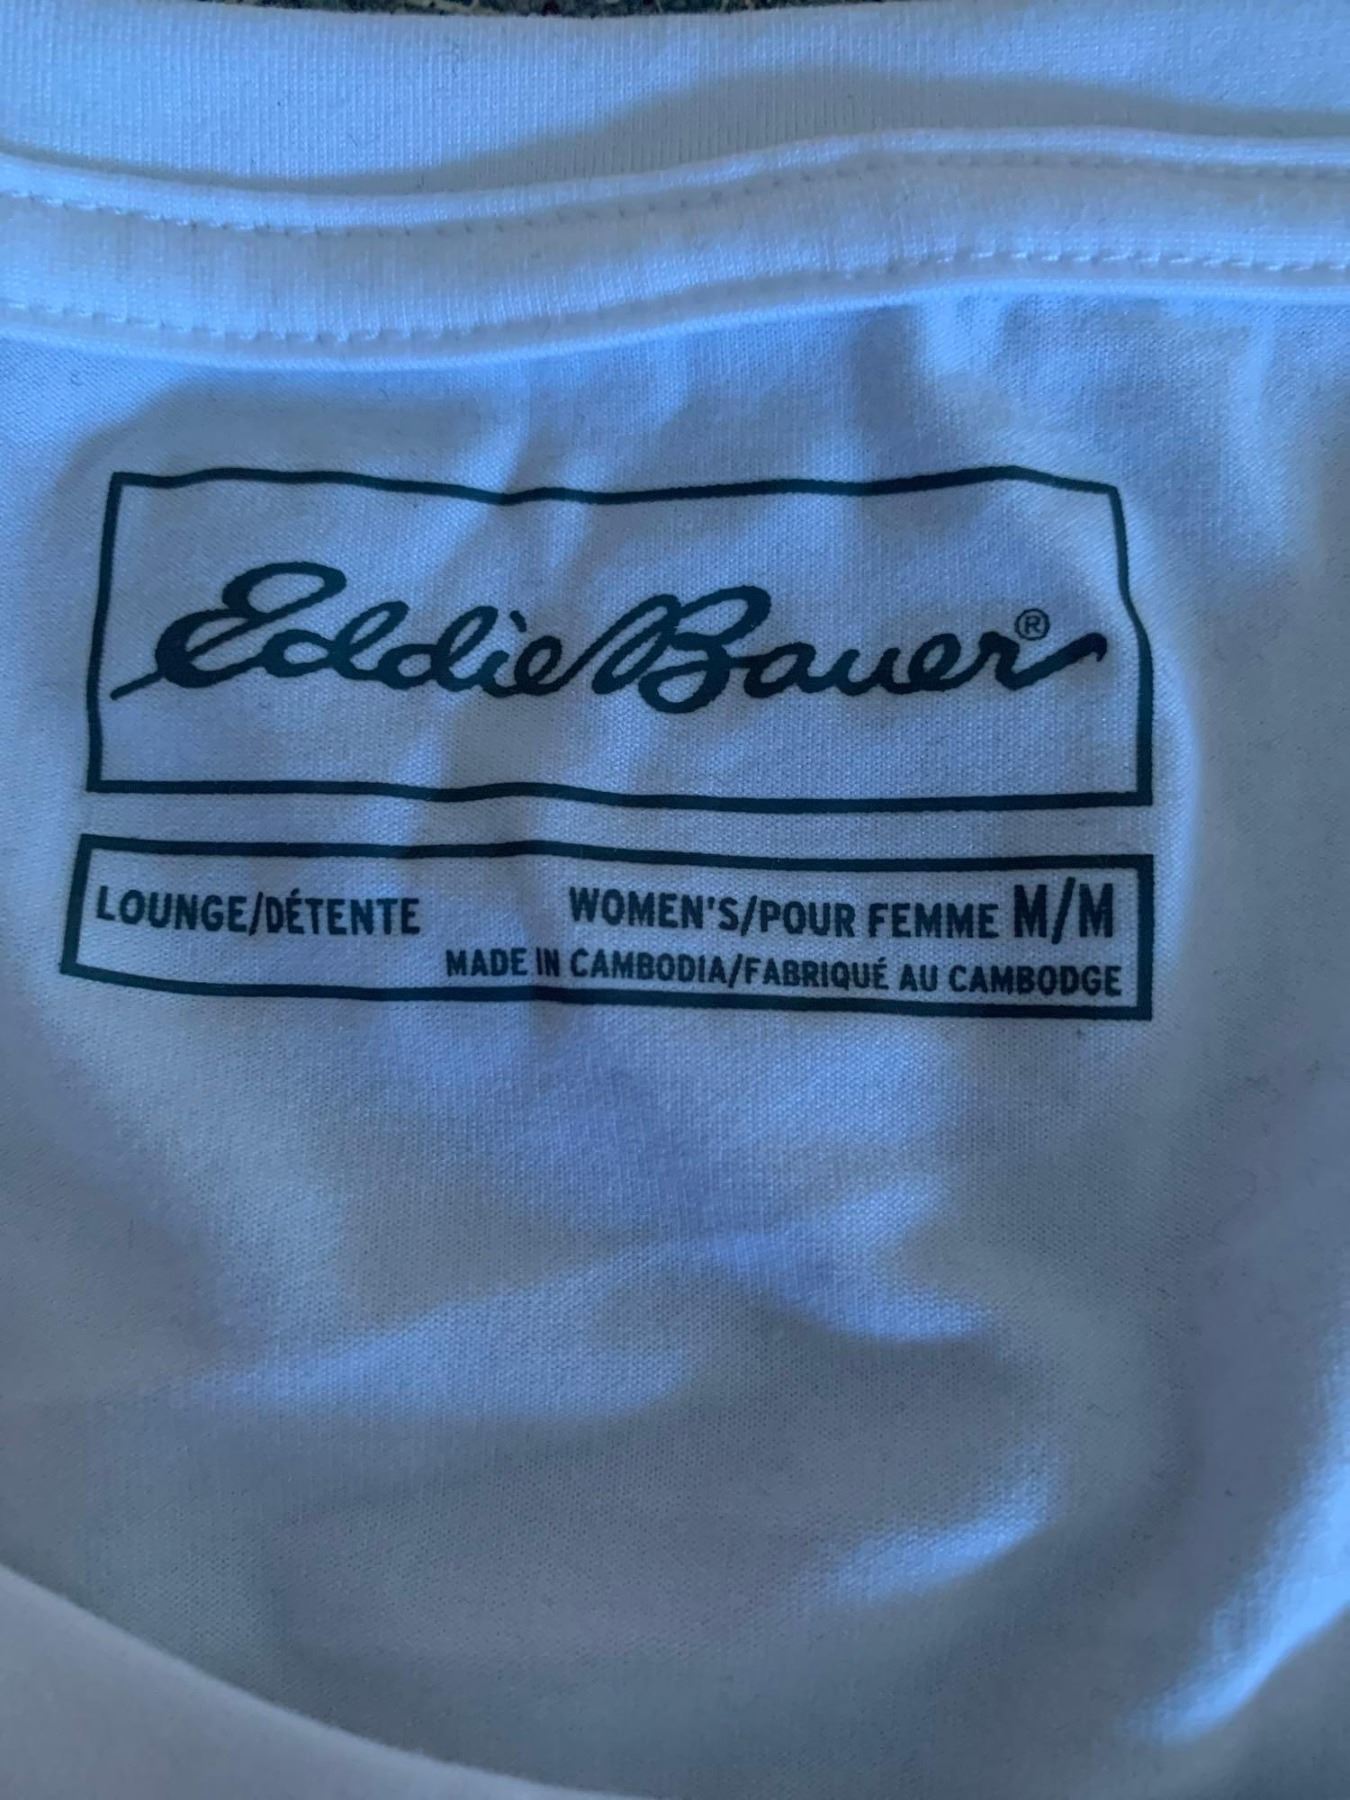 Eddie Bauer®
LOUNGE/DÉTENTE WOMEN'S/POUR FEMME M/M
MADE IN CAMBODIA/FABRIQUÉ AU CAMBODGE